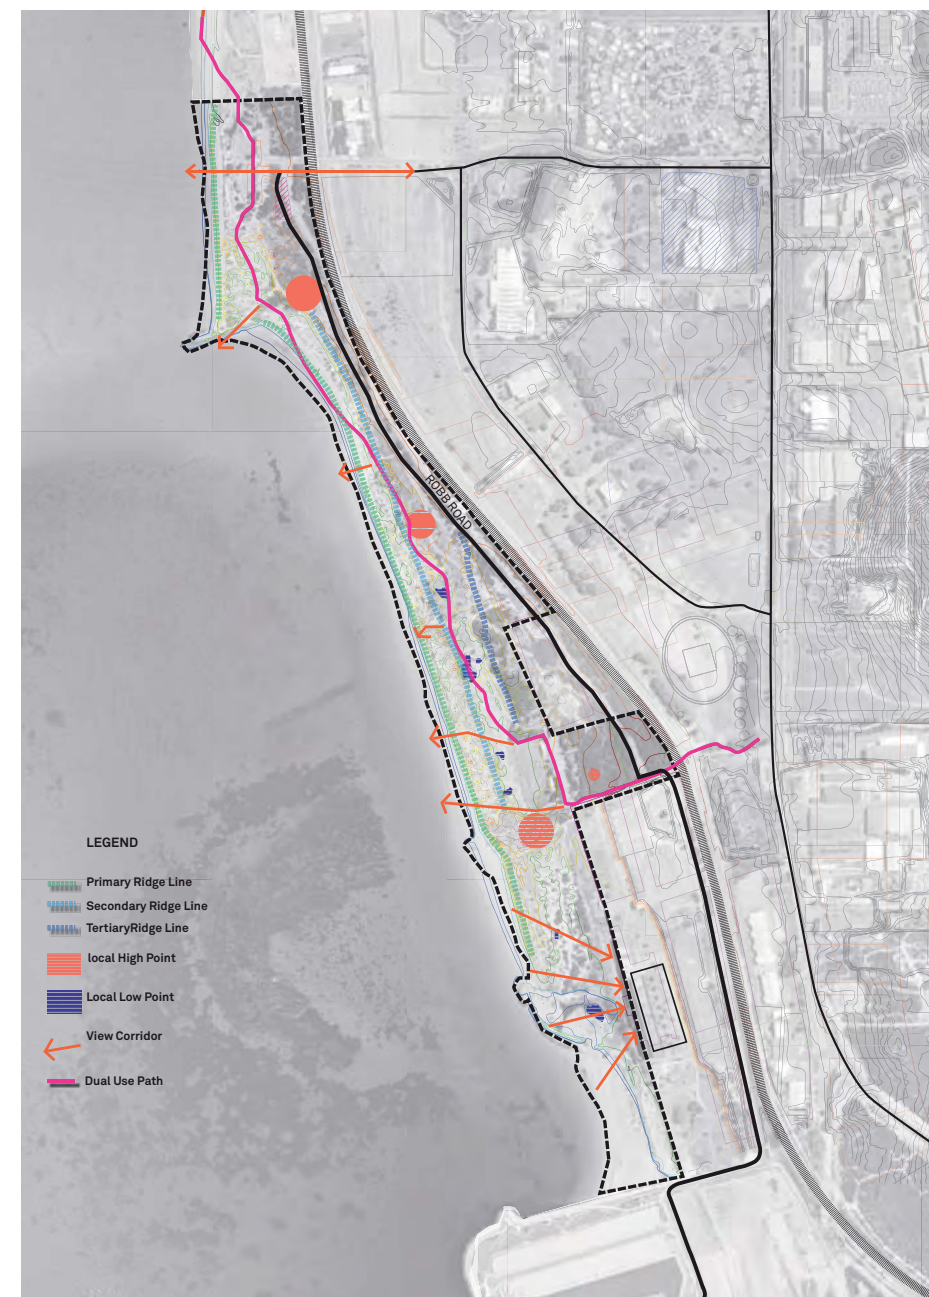 ROBB ROAD
LEGEND
Primary Ridge Line
Secondary Ridge Line
TertiaryRidge Line
local High Point
Local Low Point
View Corridor
Dual Use Path